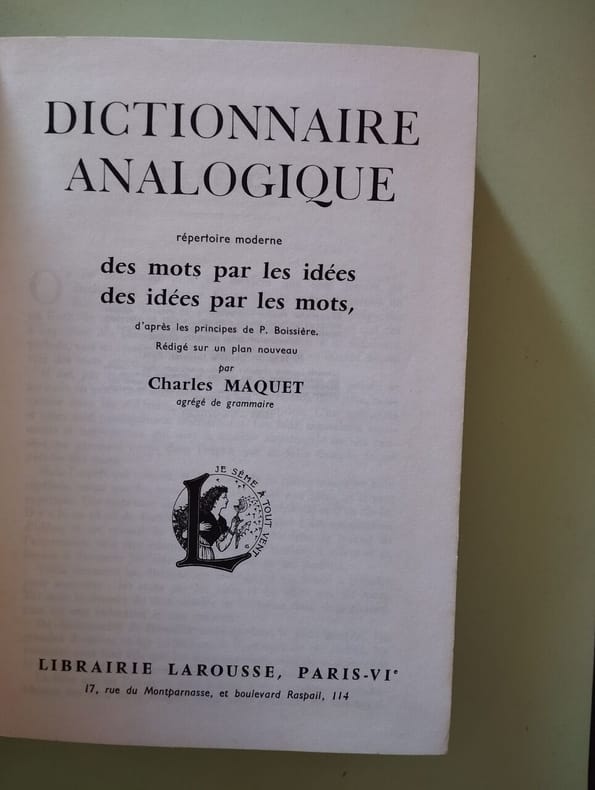 DICTIONNAIRE
ANALOGIQUE
répertoire moderne
des mots par les idées
des idées par les mots,
d'après les principes de P. Boissière.
Rédigé sur un plan nouveau
par
Charles MAQUET
agrégé de grammaire
JE SÈME À TOUT VENT
L
LIBRAIRIE LAROUSSE, PARIS-VIe
17, rue du Montparnasse, et boulevard Raspail, 114